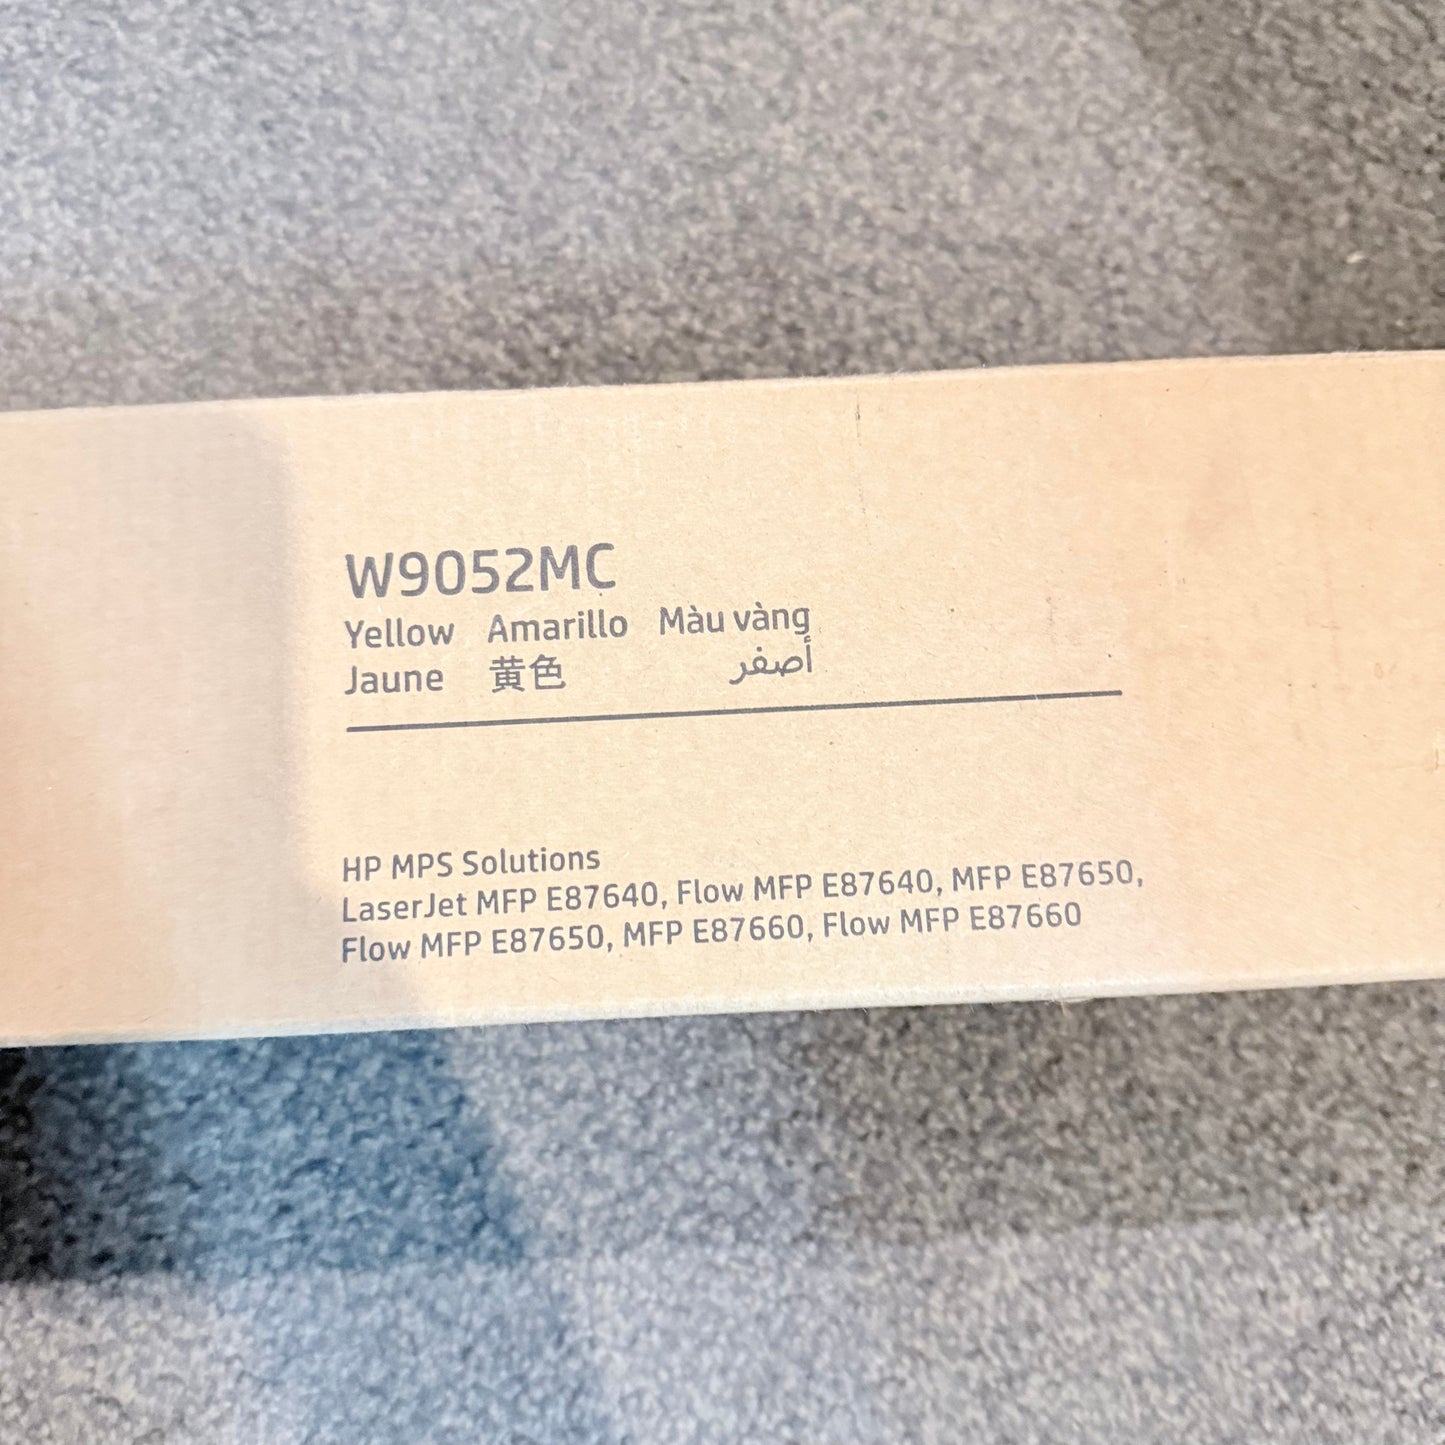 W9052MC
Yellow Amarillo Màu vàng
Jaune 黄色 أصفر
HP MPS Solutions
LaserJet MFP E87640, Flow MFP E87640, MFP E87650,
Flow MFP E87650, MFP E87660, Flow MFP E87660